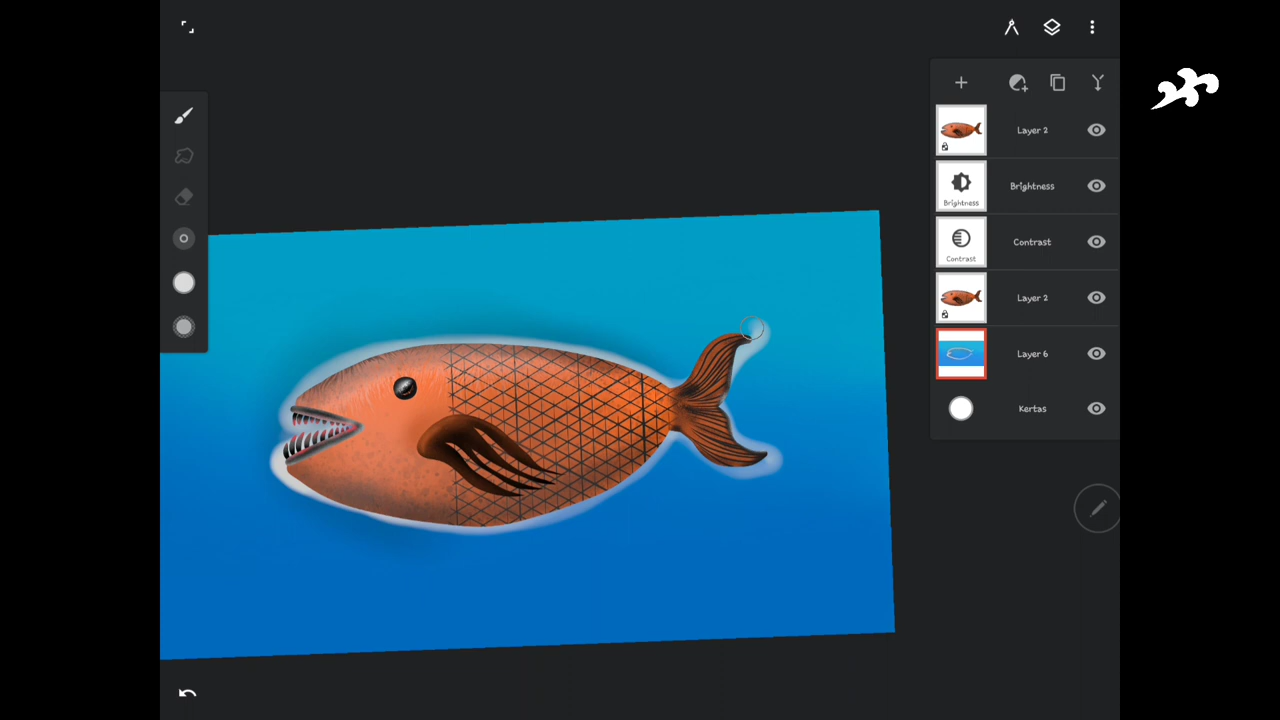 Layer 2
Brightness
Brightness
Contrast
Contrast
Layer 2
Layer 6
Kertas